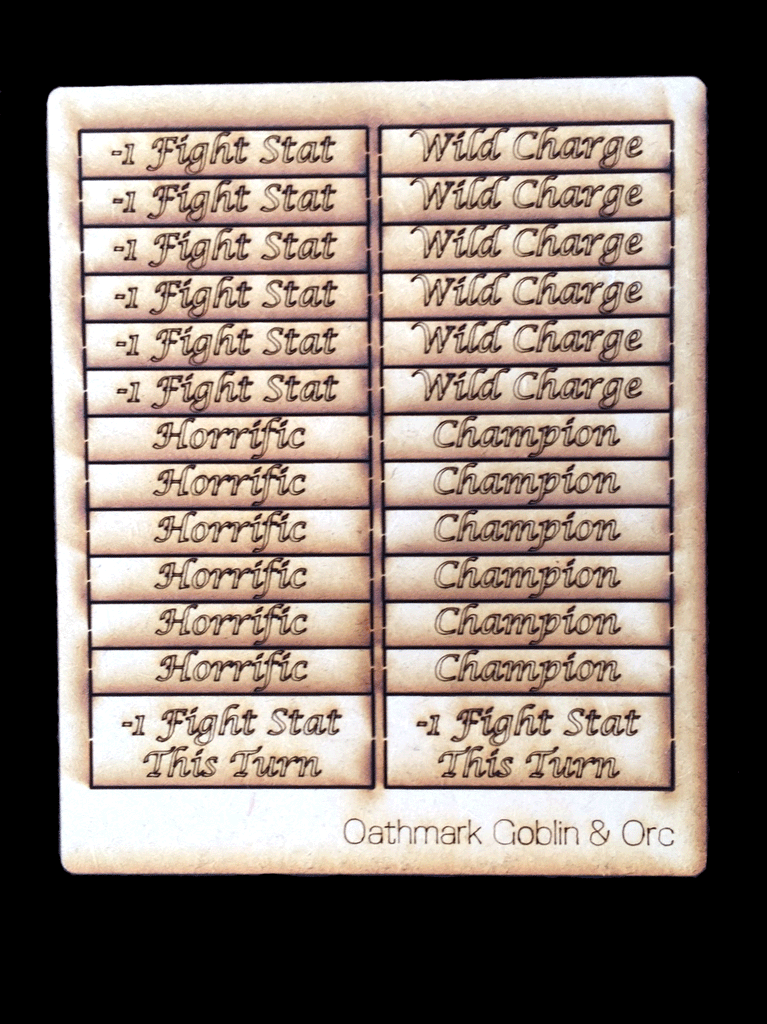 -1 Fight Stat
-1 Fight Stat
-1 Fight Stat
-1 Fight Stat
-1 Fight Stat
-1 Fight Stat
Horrific
Horrific
Horrific
Horrific
Horrific
Horrific
-1 Fight Stat
This Turn
Wild Charge
Wild Charge
Wild Charge
Wild Charge
Wild Charge
Wild Charge
Champion
Champion
Champion
Champion
Champion
Champion
-1 Fight Stat
This Turn
Oathmark Goblin & Orc